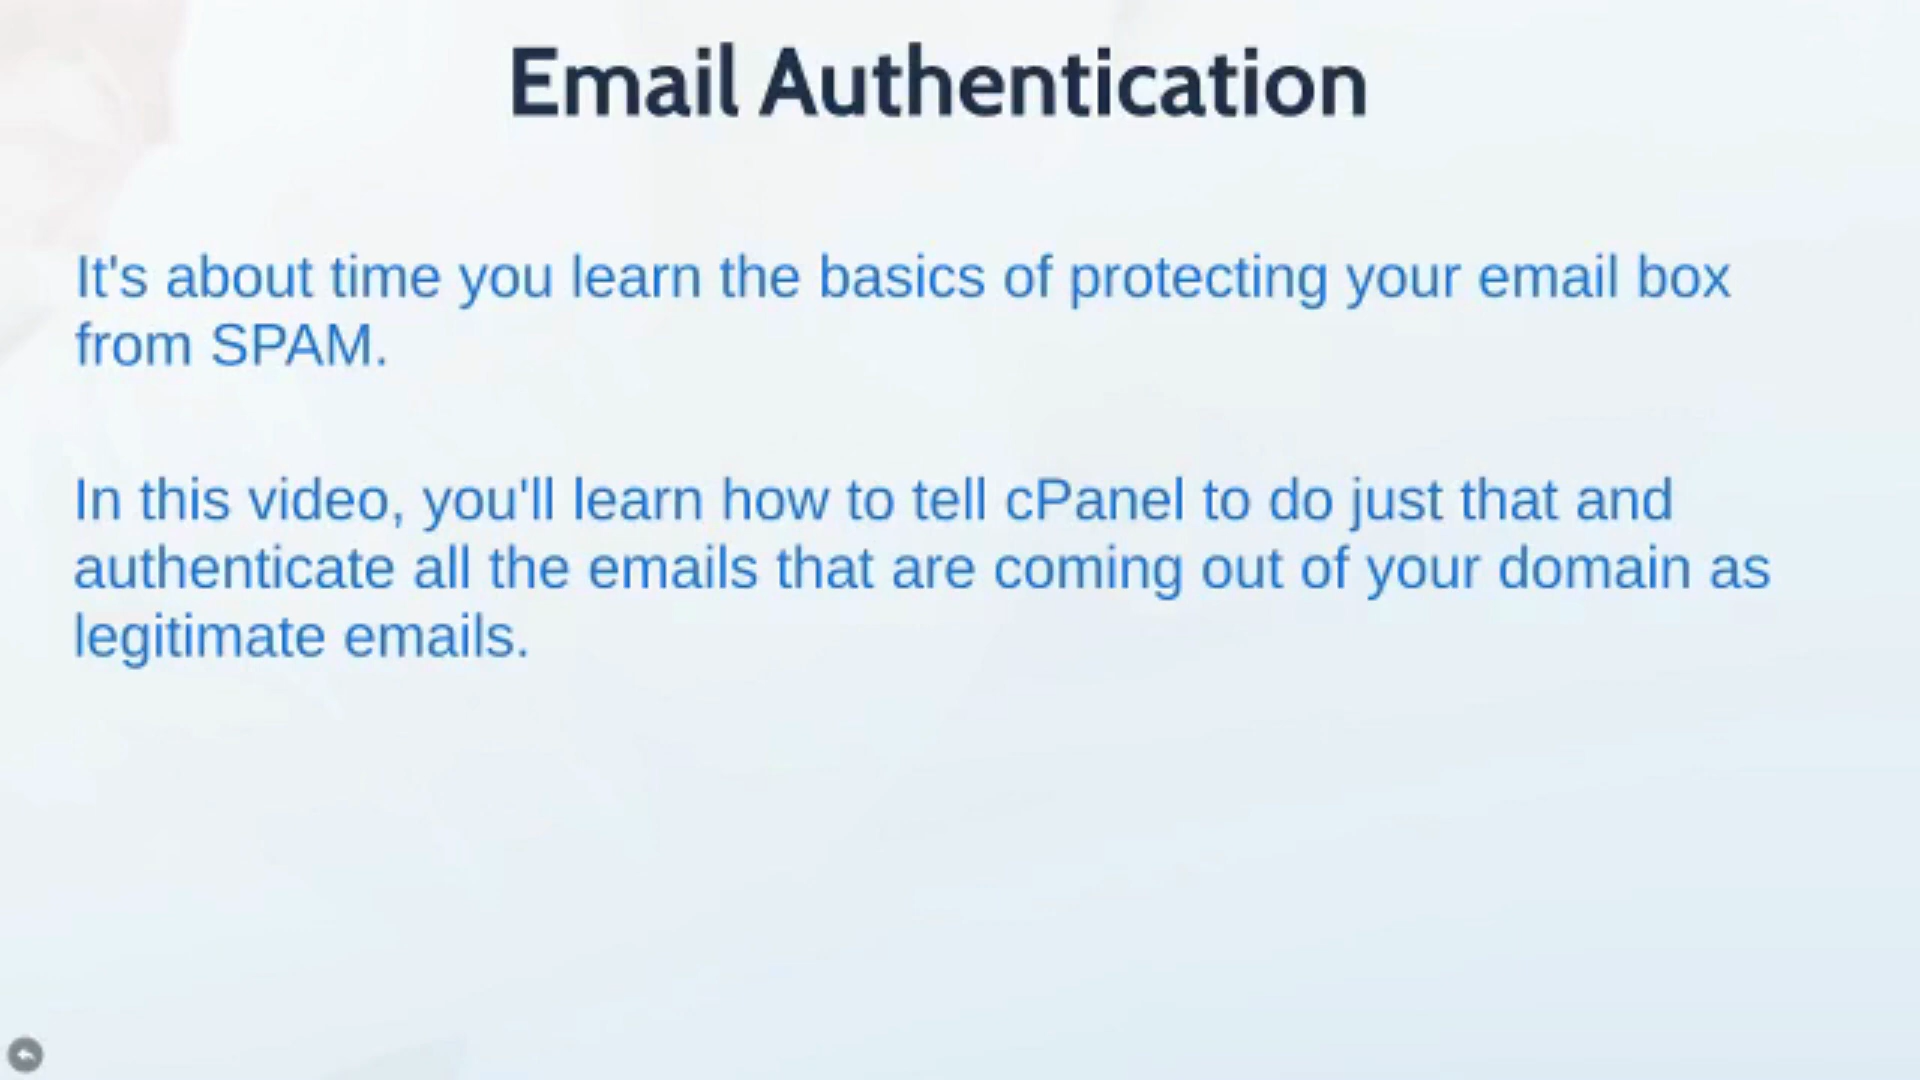 Email Authentication
It's about time you learn the basics of protecting your email box
from SPAM.
In this video, you'll learn how to tell cPanel to do just that and
authenticate all the emails that are coming out of your domain as
legitimate emails.